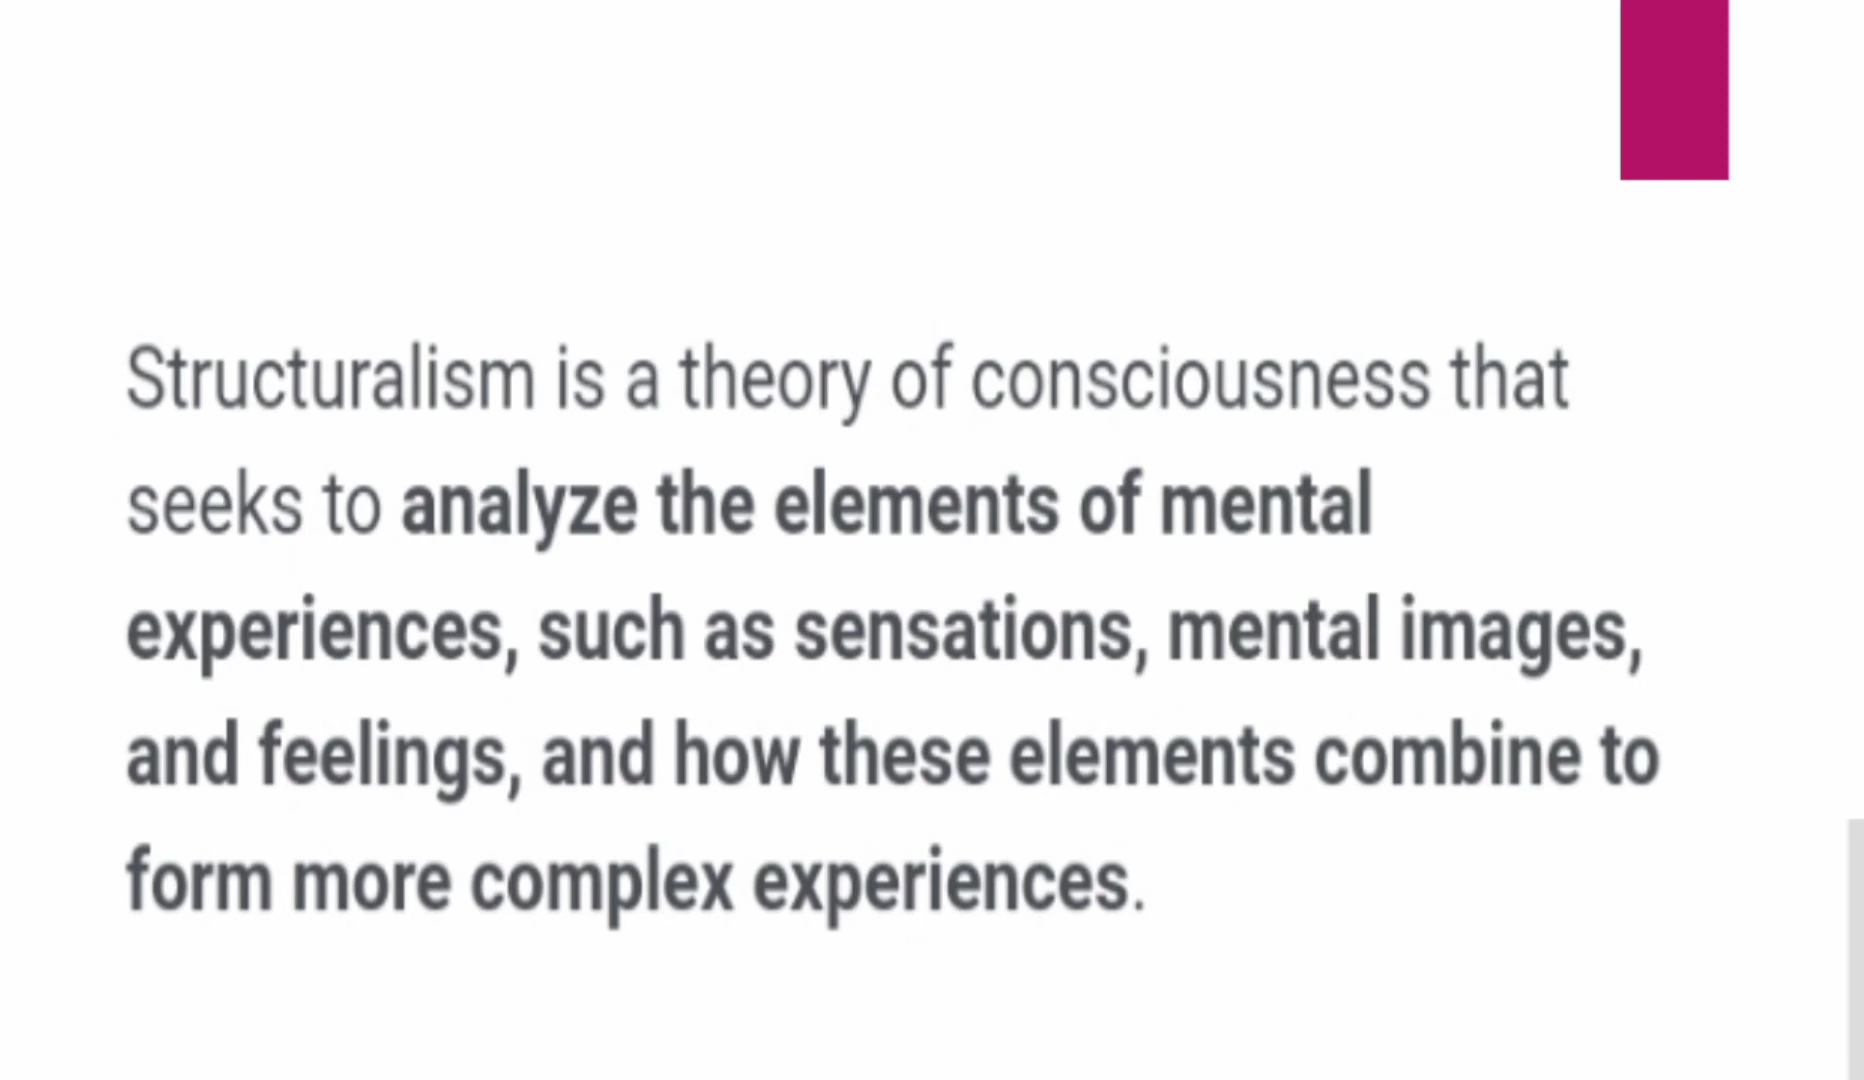 Structuralism is a theory of consciousness that
seeks to analyze the elements of mental
experiences, such as sensations, mental images,
and feelings, and how these elements combine to
form more complex experiences.